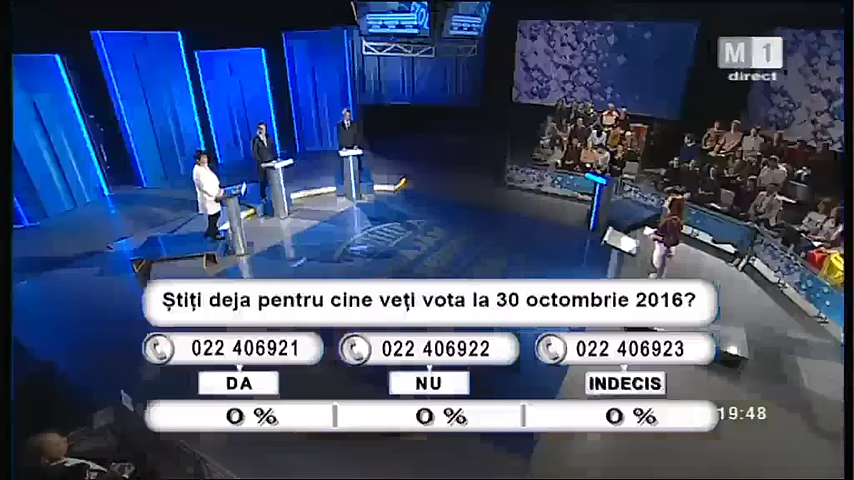 M 1
direct
Știți deja pentru cine veți vota la 30 octombrie 2016?
022 406921
022 406922
022 406923
DA
NU
INDECIS
0 %
0 %
0 %
19:48